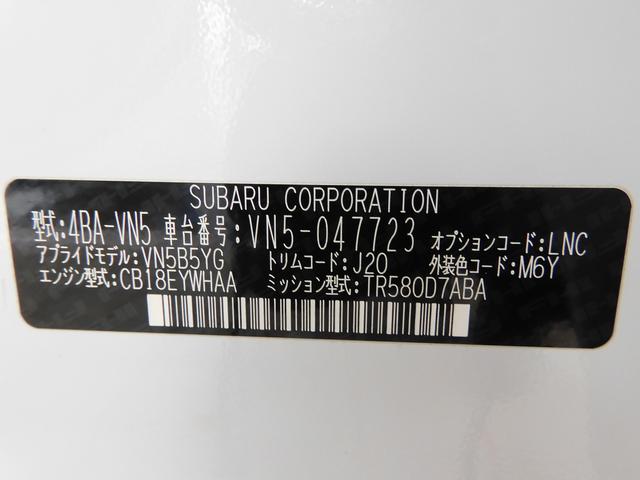 SUBARU CORPORATION
型式:4BA-VN5 車台番号:VN5-047723 オプションコード:LNC
アプライドモデル:VN5B5YG トリムコード:J20 外装色コード:M6Y
エンジン型式:CB18EYWHAA ミッション型式:TR580D7ABA